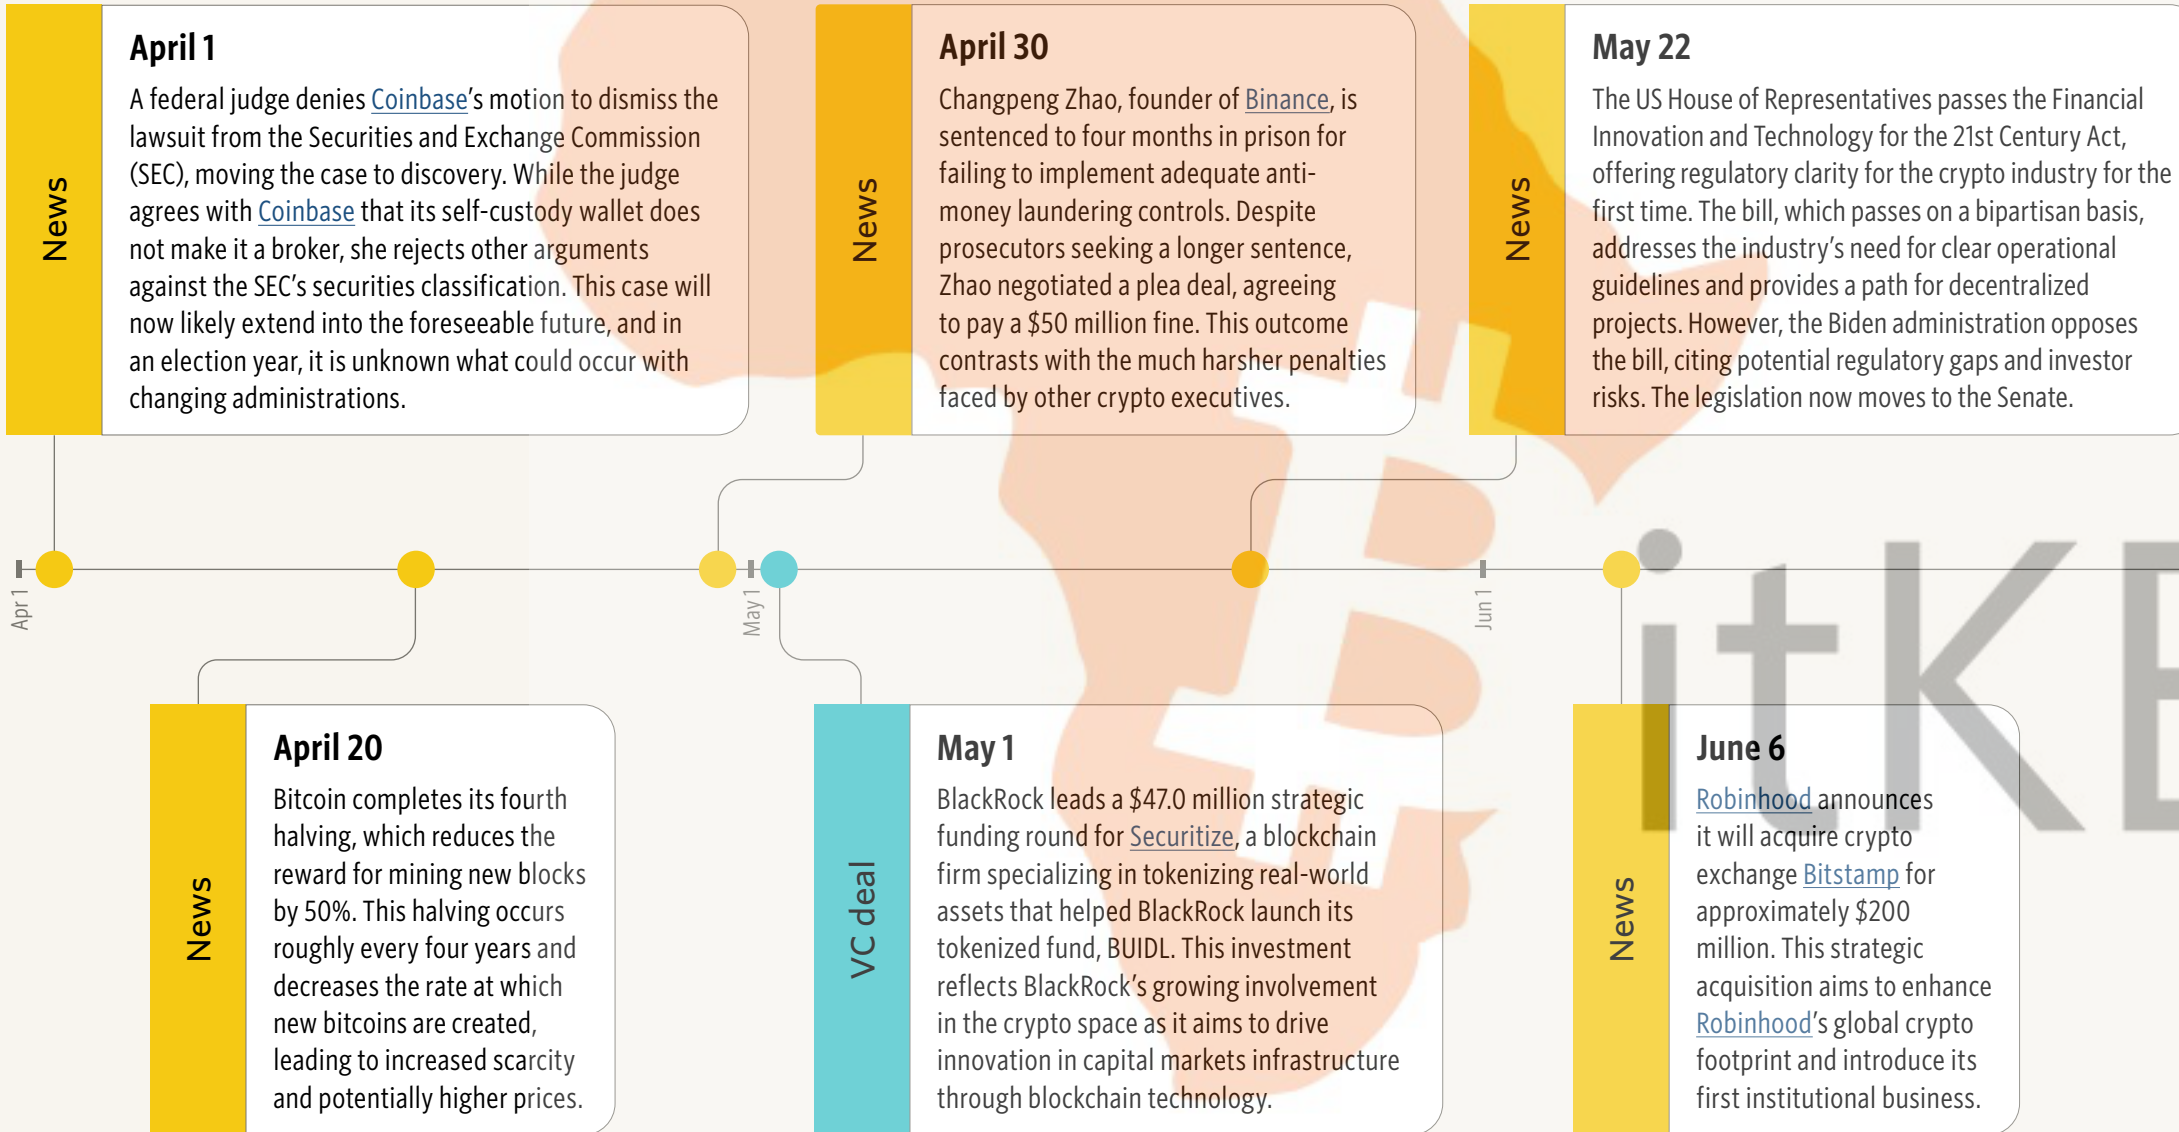 News
April 1
A federal judge denies Coinbase's motion to dismiss the
lawsuit from the Securities and Exchange Commission
(SEC), moving the case to discovery. While the judge
agrees with Coinbase that its self-custody wallet does
not make it a broker, she rejects other arguments
against the SEC's securities classification. This case will
now likely extend into the foreseeable future, and in
an election year, it is unknown what could occur with
changing administrations.
News
April 30
Changpeng Zhao, founder of Binance, is
sentenced to four months in prison for
failing to implement adequate anti-
money laundering controls. Despite
prosecutors seeking a longer sentence,
Zhao negotiated a plea deal, agreeing
to pay a $50 million fine. This outcome
contrasts with the much harsher penalties
faced by other crypto executives.
News
May 22
The US House of Representatives passes the Financial
Innovation and Technology for the 21st Century Act,
offering regulatory clarity for the crypto industry for the
first time. The bill, which passes on a bipartisan basis,
addresses the industry's need for clear operational
guidelines and provides a path for decentralized
projects. However, the Biden administration opposes
the bill, citing potential regulatory gaps and investor
risks. The legislation now moves to the Senate.
Apr 1
May 1
Jun 1
itKE
News
April 20
Bitcoin completes its fourth
halving, which reduces the
reward for mining new blocks
by 50%. This halving occurs
roughly every four years and
decreases the rate at which
new bitcoins are created,
leading to increased scarcity
and potentially higher prices.
VC deal
May 1
BlackRock leads a $47.0 million strategic
funding round for Securitize, a blockchain
firm specializing in tokenizing real-world
assets that helped BlackRock launch its
tokenized fund, BUIDL. This investment
reflects BlackRock's growing involvement
in the crypto space as it aims to drive
innovation in capital markets infrastructure
through blockchain technology.
News
June 6
Robinhood announces
it will acquire crypto
exchange Bitstamp for
approximately $200
million. This strategic
acquisition aims to enhance
Robinhood's global crypto
footprint and introduce its
first institutional business.